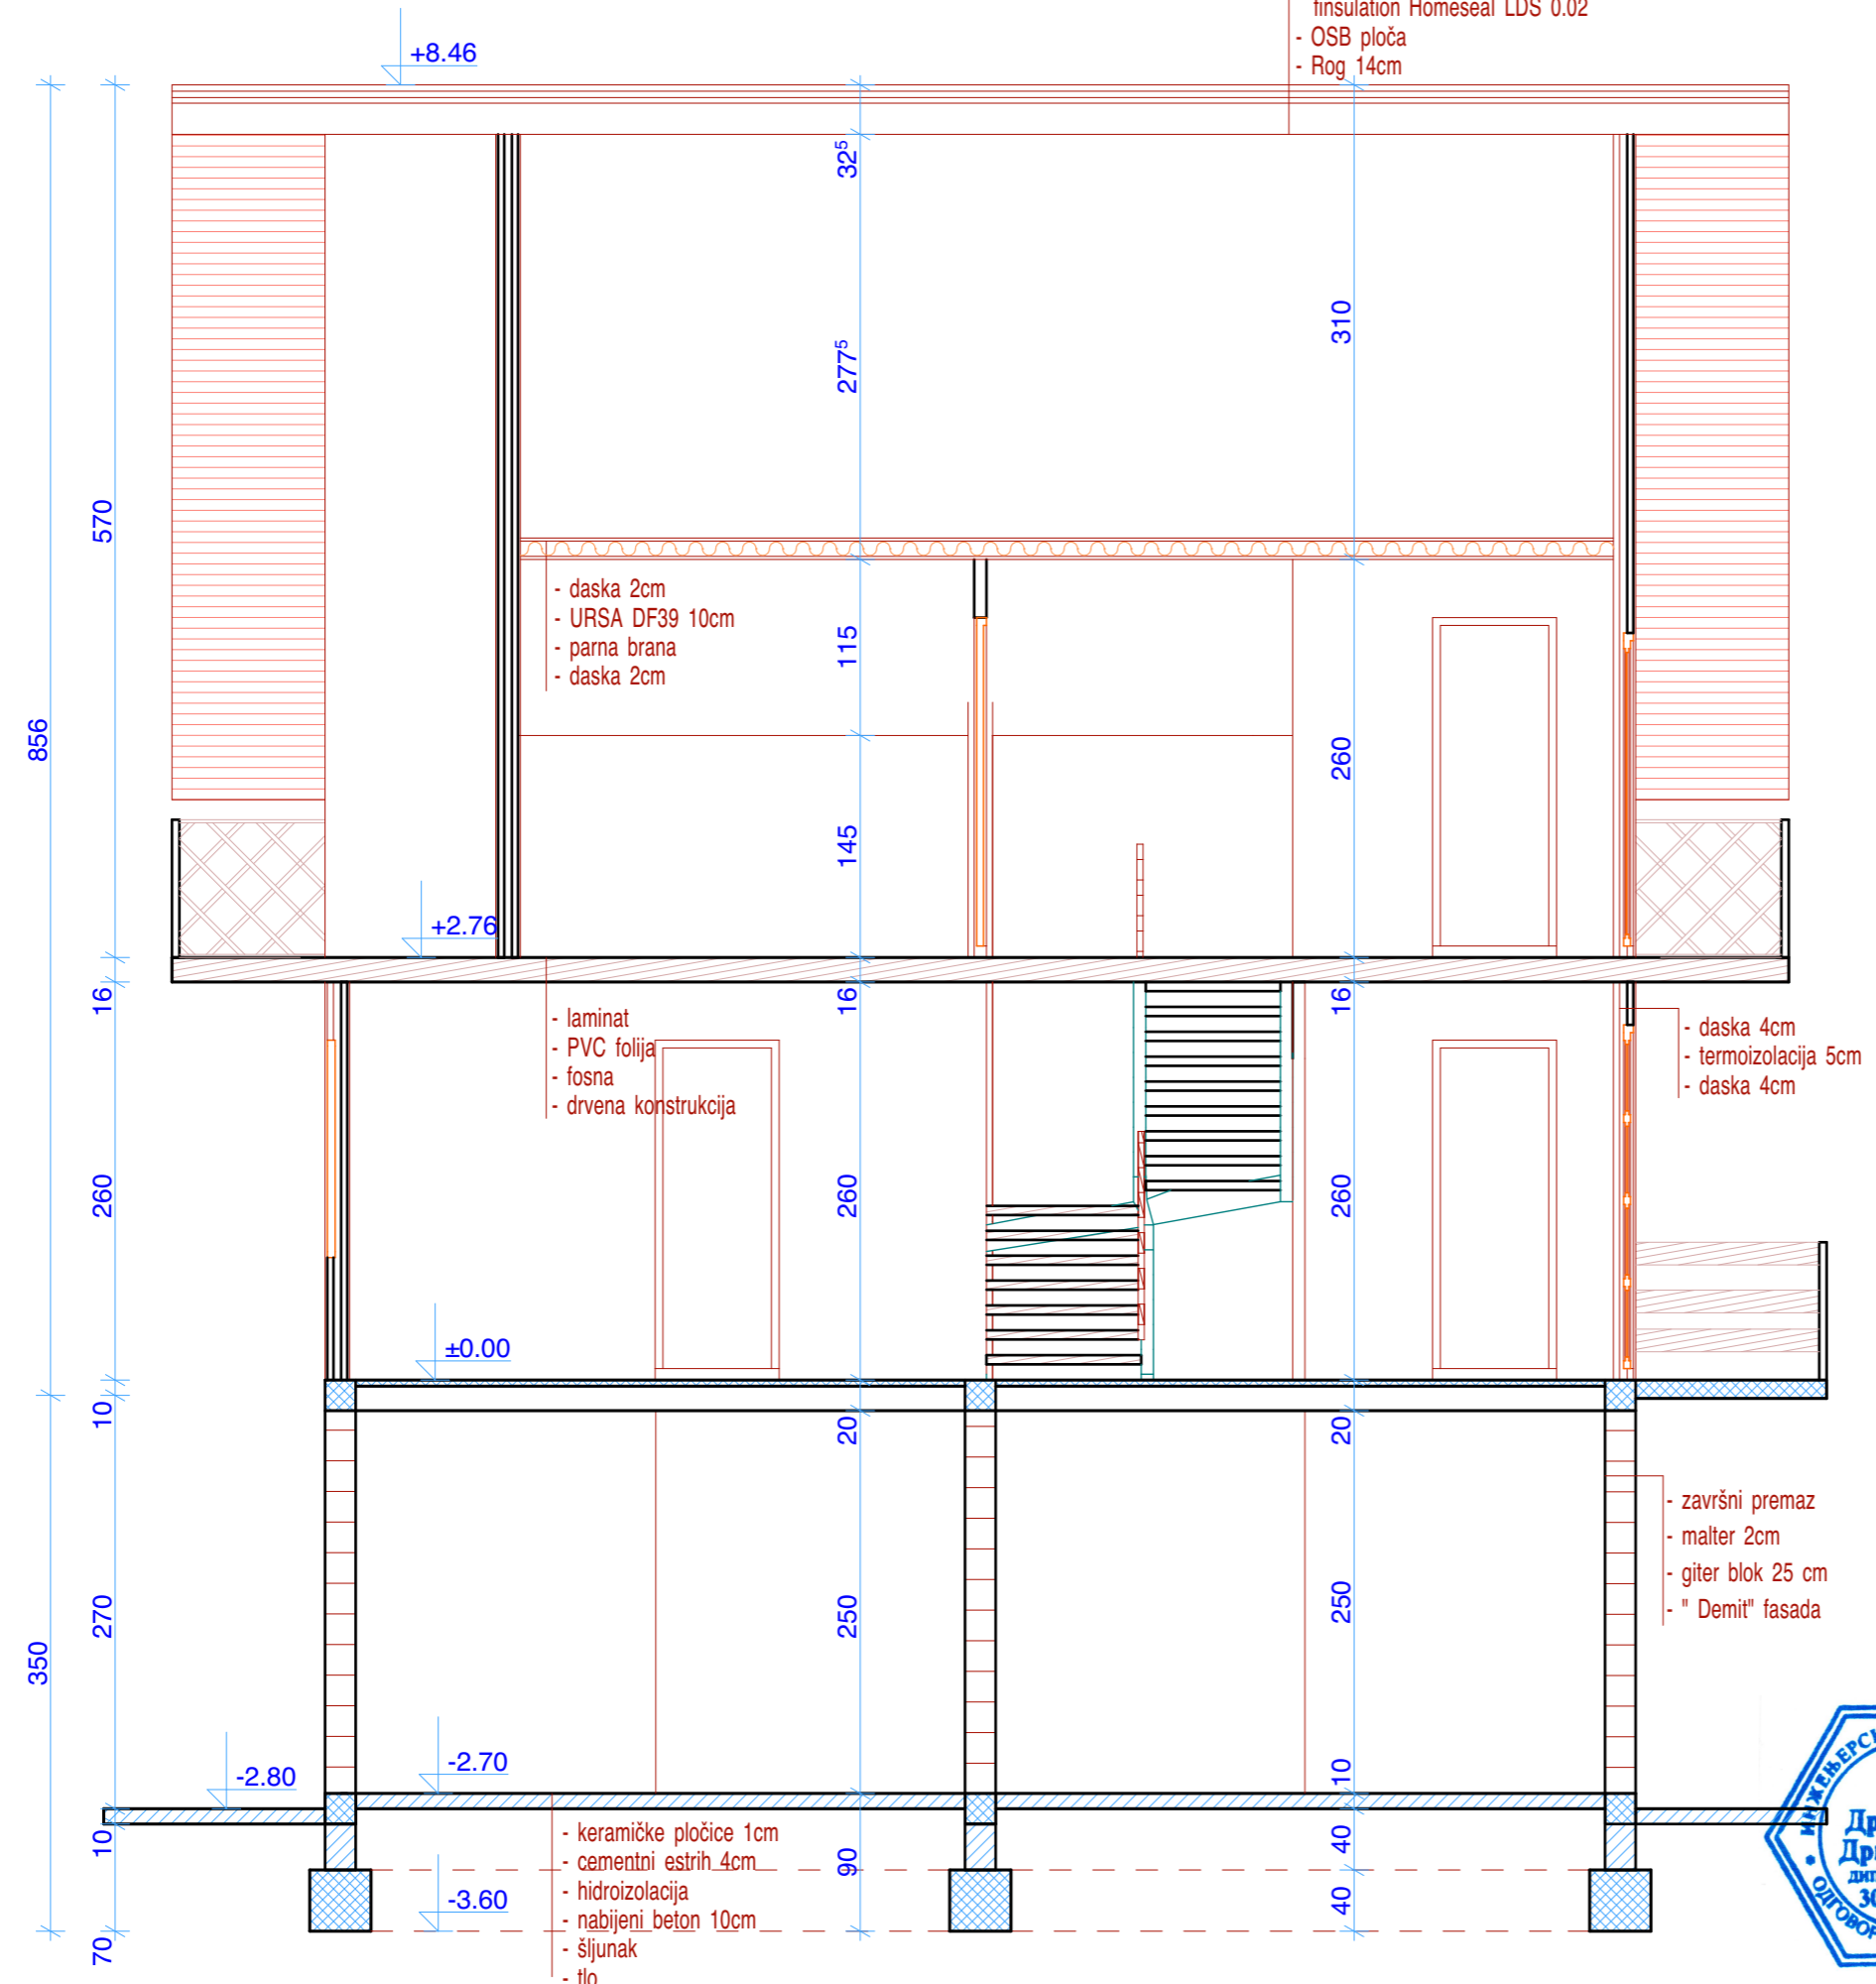 finsulation Homeseal LDS 0.02
- OSB ploča
- Rog 14cm
+8.46
32⁵
277⁵
310
570
856
- daska 2cm
- URSA DF39 10cm
- parna brana
- daska 2cm
115
260
145
+2.76
16
16
16
- laminat
- PVC folija
- fosna
- drvena konstrukcija
- daska 4cm
- termoizolacija 5cm
- daska 4cm
260
260
260
±0.00
10
20
20
- završni premaz
- malter 2cm
- giter blok 25 cm
- " Demit" fasada
270
250
250
350
-2.80
-2.70
10
10
90
40
40
70
-3.60
- keramičke pločice 1cm
- cementni estrih 4cm
- hidroizolacija
- nabijeni beton 10cm
- šljunak
- tlo